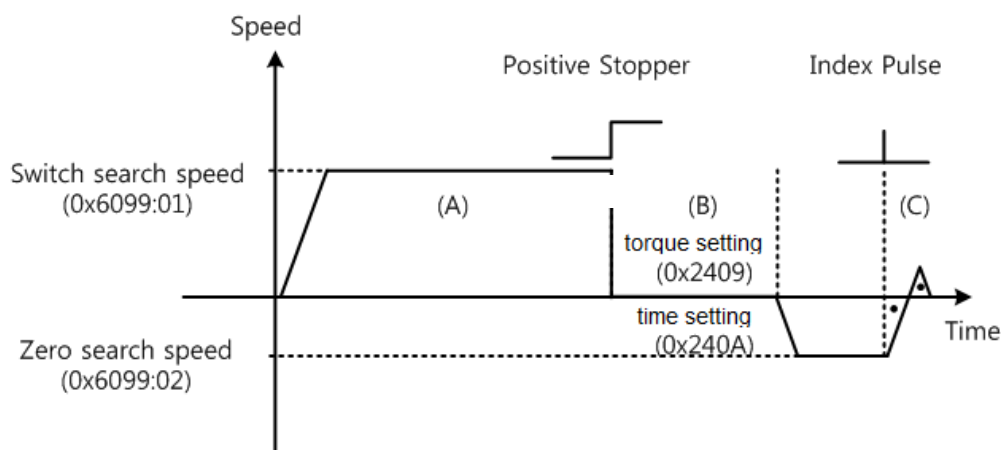 Speed
Positive Stopper
Index Pulse
Switch search speed
(0x6099:01)
(A)
(B)
(C)
torque setting
(0x2409)
time setting
(0x240A)
Time
Zero search speed
(0x6099:02)